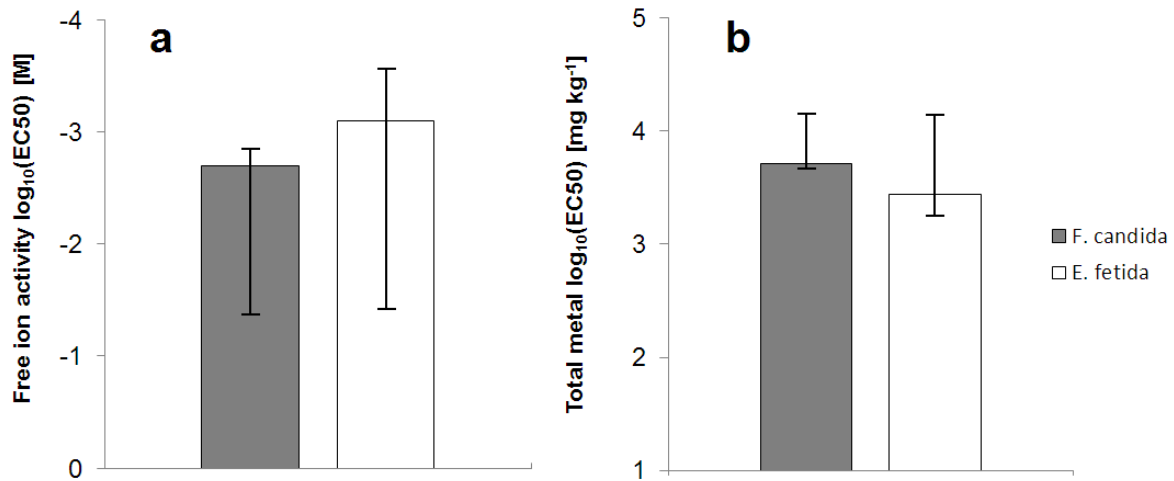 a
Free ion activity log₁₀(EC50) [M]
-4
-3
-2
-1
0
b
Total metal log₁₀(EC50) [mg kg⁻¹]
5
4
3
2
1
F. candida
E. fetida